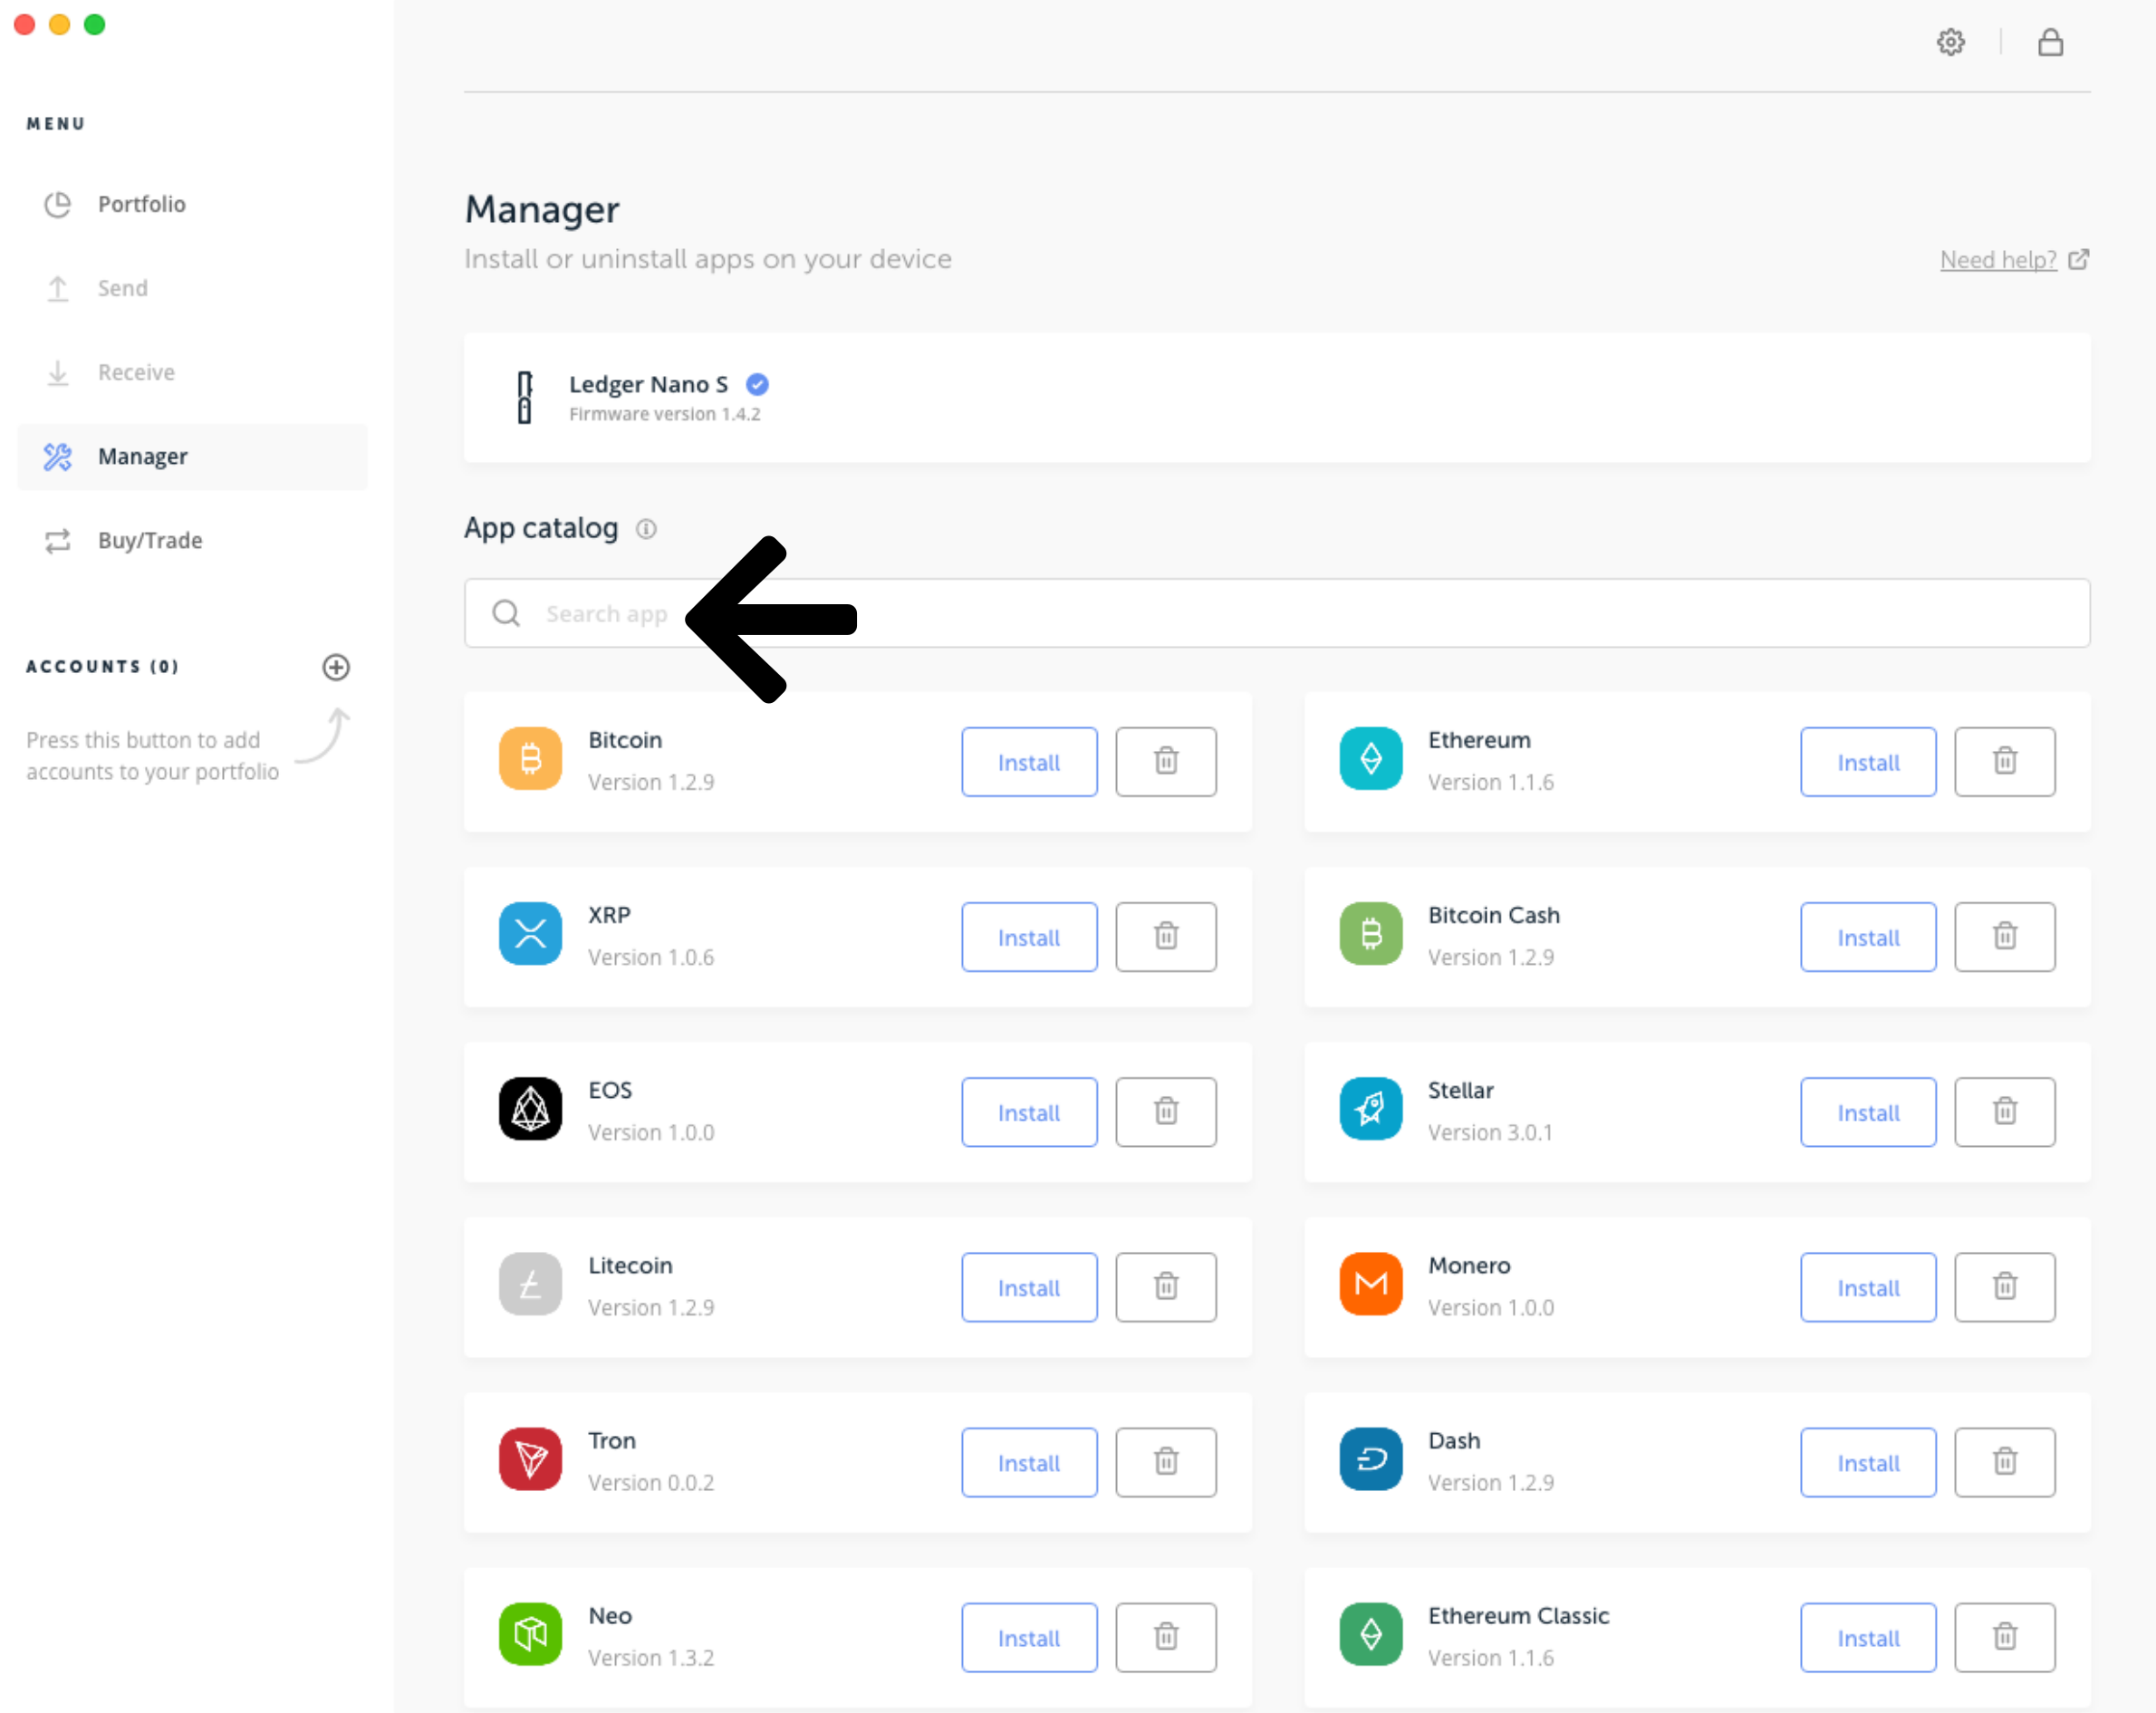 MENU
Portfolio
Send
Receive
Manager
Buy/Trade
ACCOUNTS (0)
Press this button to add
accounts to your portfolio
Manager
Install or uninstall apps on your device
Need help?
Ledger Nano S
Firmware version 1.4.2
App catalog
Search app
Bitcoin
Version 1.2.9
Install
Ethereum
Version 1.1.6
Install
XRP
Version 1.0.6
Install
Bitcoin Cash
Version 1.2.9
Install
EOS
Version 1.0.0
Install
Stellar
Version 3.0.1
Install
Litecoin
Version 1.2.9
Install
Monero
Version 1.0.0
Install
Tron
Version 0.0.2
Install
Dash
Version 1.2.9
Install
Neo
Version 1.3.2
Install
Ethereum Classic
Version 1.1.6
Install